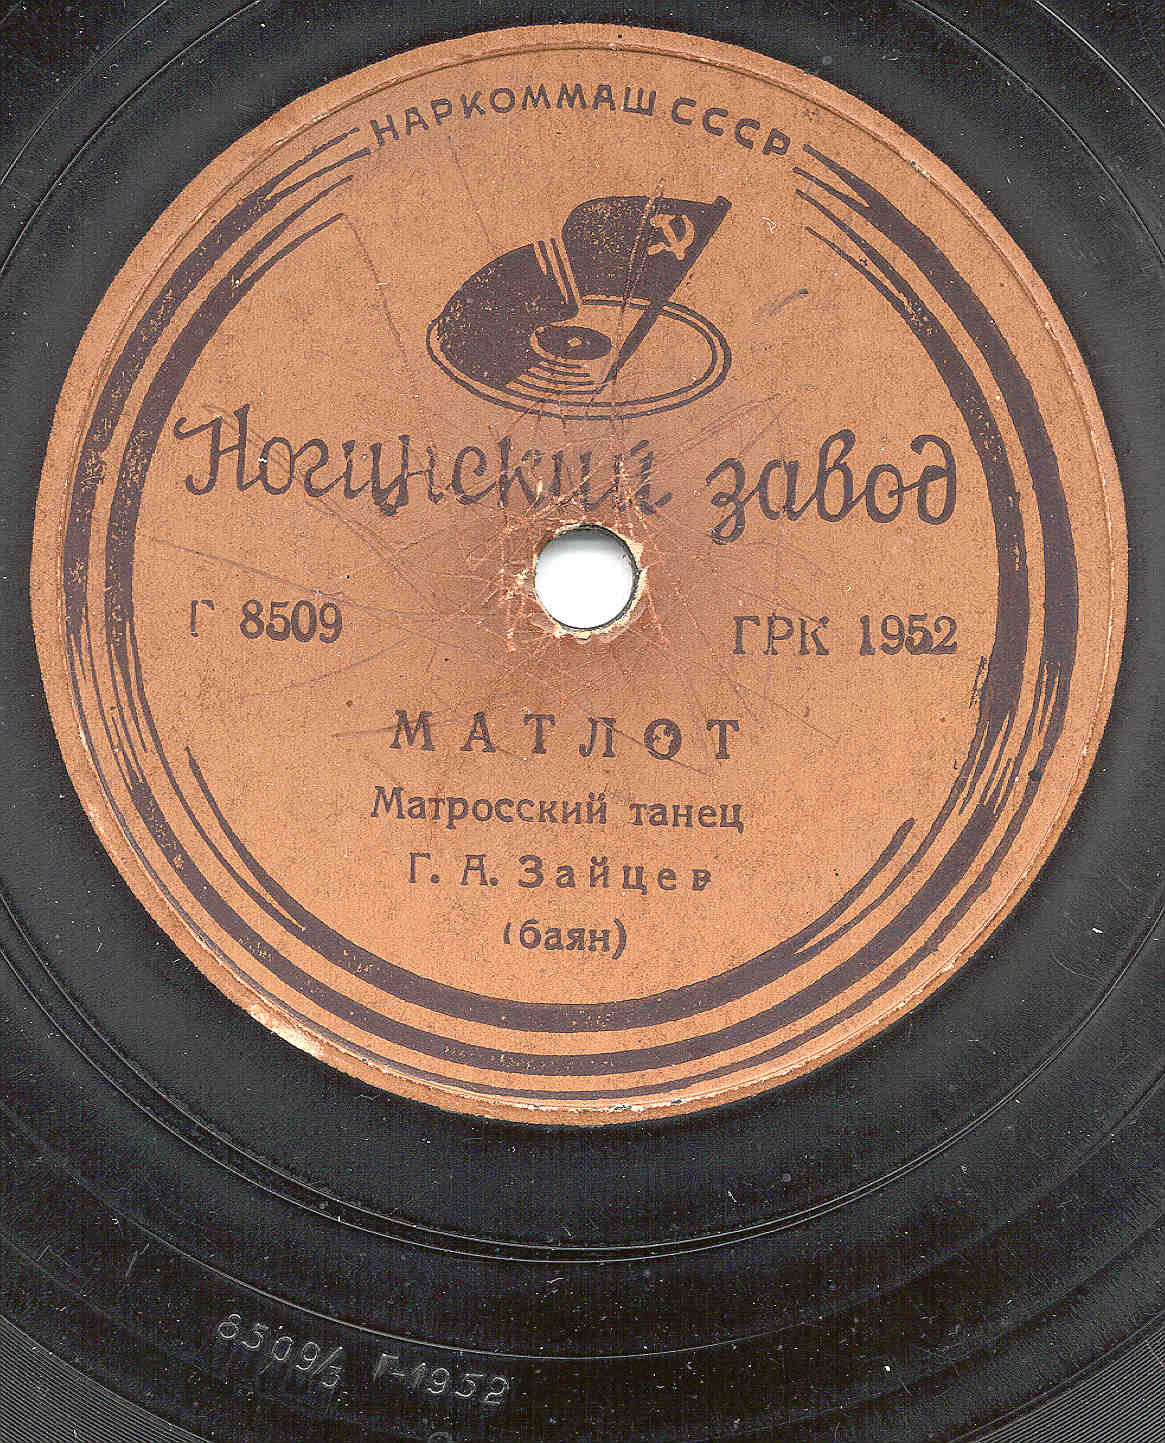 НАРКОММАШ СССР
Ногинский завод
Г 8509 ГРК 1952
МАТЛОТ
Матросский танец
Г. А. Зайцев
(баян)
8509/3 Г-1952